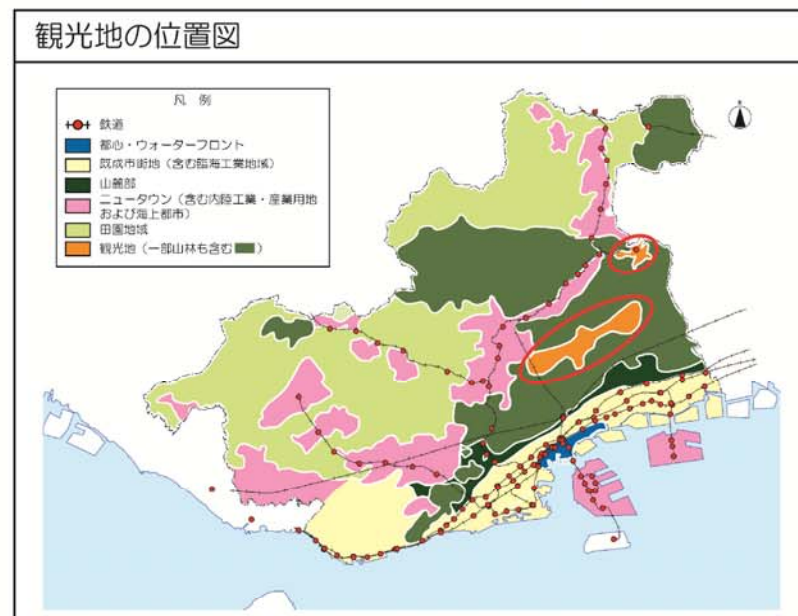 観光地の位置図
凡 例
鉄道
都心・ウォーターフロント
既成市街地（含む臨海工業地域）
山麓部
ニュータウン（含む内陸工業・産業用地
および海上都市）
田園地域
観光地（一部山林も含む　）